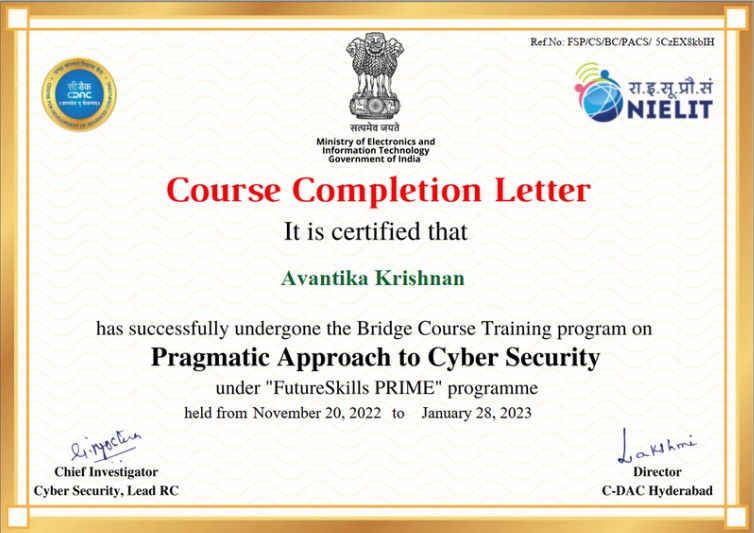 Ref.No: FSP/CS/BC/PACS/ 5CzEX8kbIH
सी डैक
CDAC
सत्यमेव जयते
Ministry of Electronics and
Information Technology
Government of India
रा.इ.सू.प्रौ.सं
NIELIT
Course Completion Letter
It is certified that
Avantika Krishnan
has successfully undergone the Bridge Course Training program on
Pragmatic Approach to Cyber Security
under "FutureSkills PRIME" programme
held from November 20, 2022 to January 28, 2023
Lakshmi
Chief Investigator
Cyber Security, Lead RC
Director
C-DAC Hyderabad